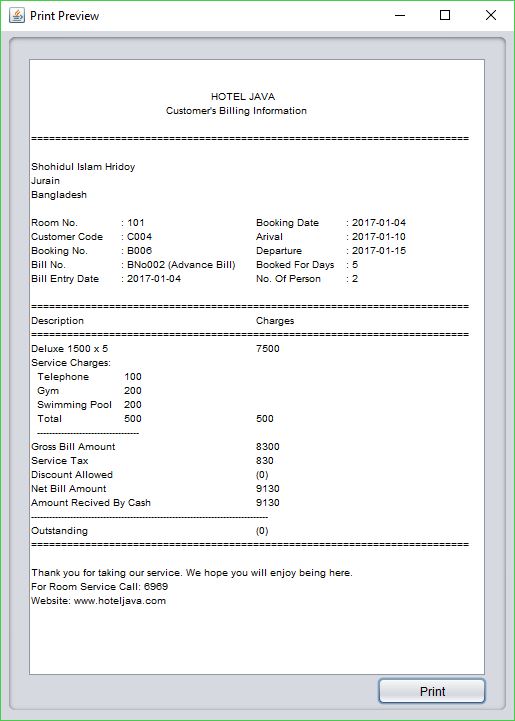 Print Preview
HOTEL JAVA
Customer's Billing Information
=========================================================================
Shohidul Islam Hridoy
Jurain
Bangladesh
Room No. : 101 Booking Date : 2017-01-04
Customer Code : C004 Arival : 2017-01-10
Booking No. : B006 Departure : 2017-01-15
Bill No. : BNo002 (Advance Bill) Booked For Days : 5
Bill Entry Date : 2017-01-04 No. Of Person : 2
=========================================================================
Description Charges
=========================================================================
Deluxe 1500 x 5 7500
Service Charges:
Telephone 100
Gym 200
Swimming Pool 200
Total 500 500
----------------------------------
Gross Bill Amount 8300
Service Tax 830
Discount Allowed (0)
Net Bill Amount 9130
Amount Recived By Cash 9130
-------------------------------------------------------------------------------
Outstanding (0)
=========================================================================
Thank you for taking our service. We hope you will enjoy being here.
For Room Service Call: 6969
Website: www.hoteljava.com
Print